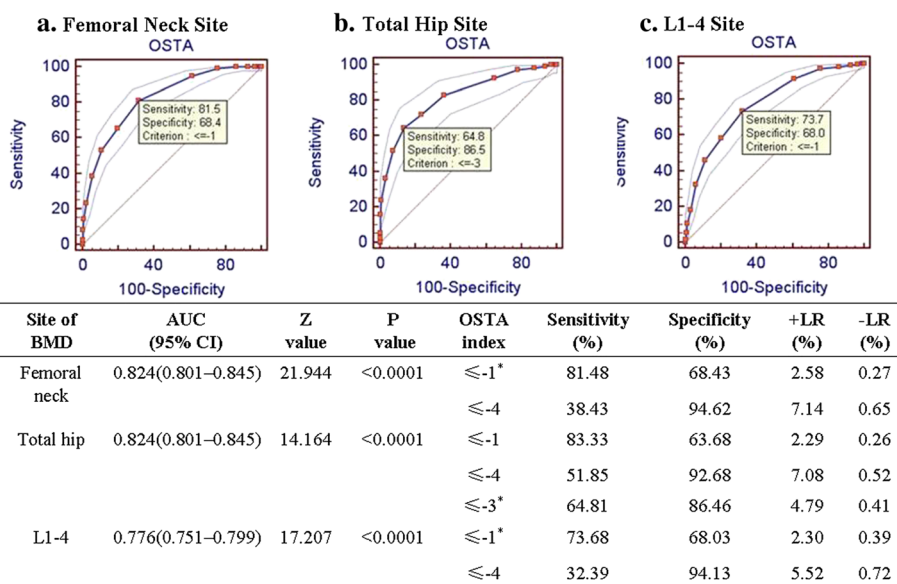 a. Femoral Neck Site
OSTA
100
80
60
40
20
0
Sensitivity
Sensitivity: 81.5
Specificity: 68.4
Criterion : <=-1
0 40 80
100-Specificity
b. Total Hip Site
OSTA
100
80
60
40
20
0
Sensitivity
Sensitivity: 64.8
Specificity: 86.5
Criterion : <=-3
0 40 80
100-Specificity
c. L1-4 Site
OSTA
100
80
60
40
20
0
Sensitivity
Sensitivity: 73.7
Specificity: 68.0
Criterion : <=-1
0 40 80
100-Specificity
Site of BMD AUC (95% CI) Z value P value OSTA index Sensitivity (%) Specificity (%) +LR (%) -LR (%)
Femoral neck 0.824(0.801–0.845) 21.944 <0.0001 ⩽-1* 81.48 68.43 2.58 0.27
⩽-4 38.43 94.62 7.14 0.65
Total hip 0.824(0.801–0.845) 14.164 <0.0001 ⩽-1 83.33 63.68 2.29 0.26
⩽-4 51.85 92.68 7.08 0.52
⩽-3* 64.81 86.46 4.79 0.41
L1-4 0.776(0.751–0.799) 17.207 <0.0001 ⩽-1* 73.68 68.03 2.30 0.39
⩽-4 32.39 94.13 5.52 0.72